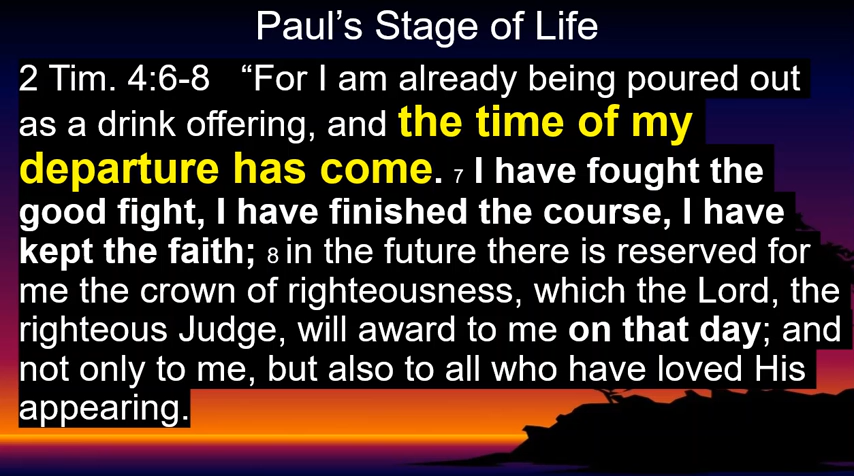 Paul’s Stage of Life
2 Tim. 4:6-8 “For I am already being poured out
as a drink offering, and the time of my
departure has come. 7 I have fought the
good fight, I have finished the course, I have
kept the faith; 8 in the future there is reserved for
me the crown of righteousness, which the Lord, the
righteous Judge, will award to me on that day; and
not only to me, but also to all who have loved His
appearing.